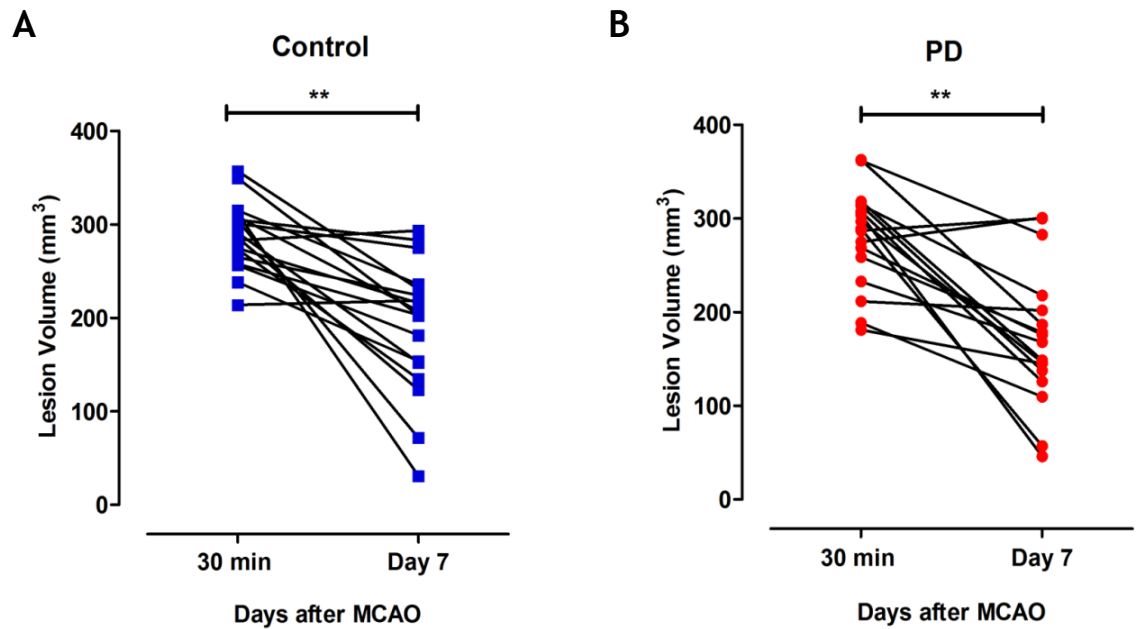 A
Control
**
400
300
200
100
0
Lesion Volume (mm³)
30 min
Day 7
Days after MCAO
B
PD
**
400
300
200
100
0
Lesion Volume (mm³)
30 min
Day 7
Days after MCAO